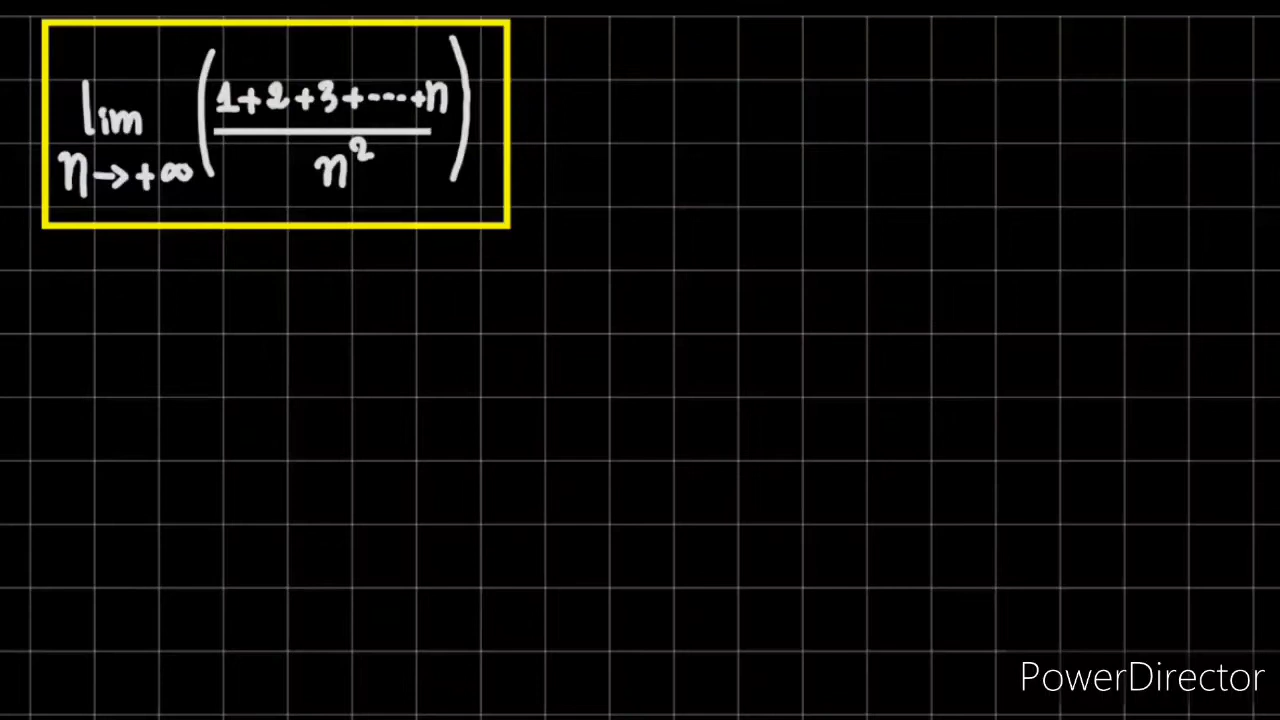 lim n→+∞ (1+2+3+----+n / n²)
PowerDirector